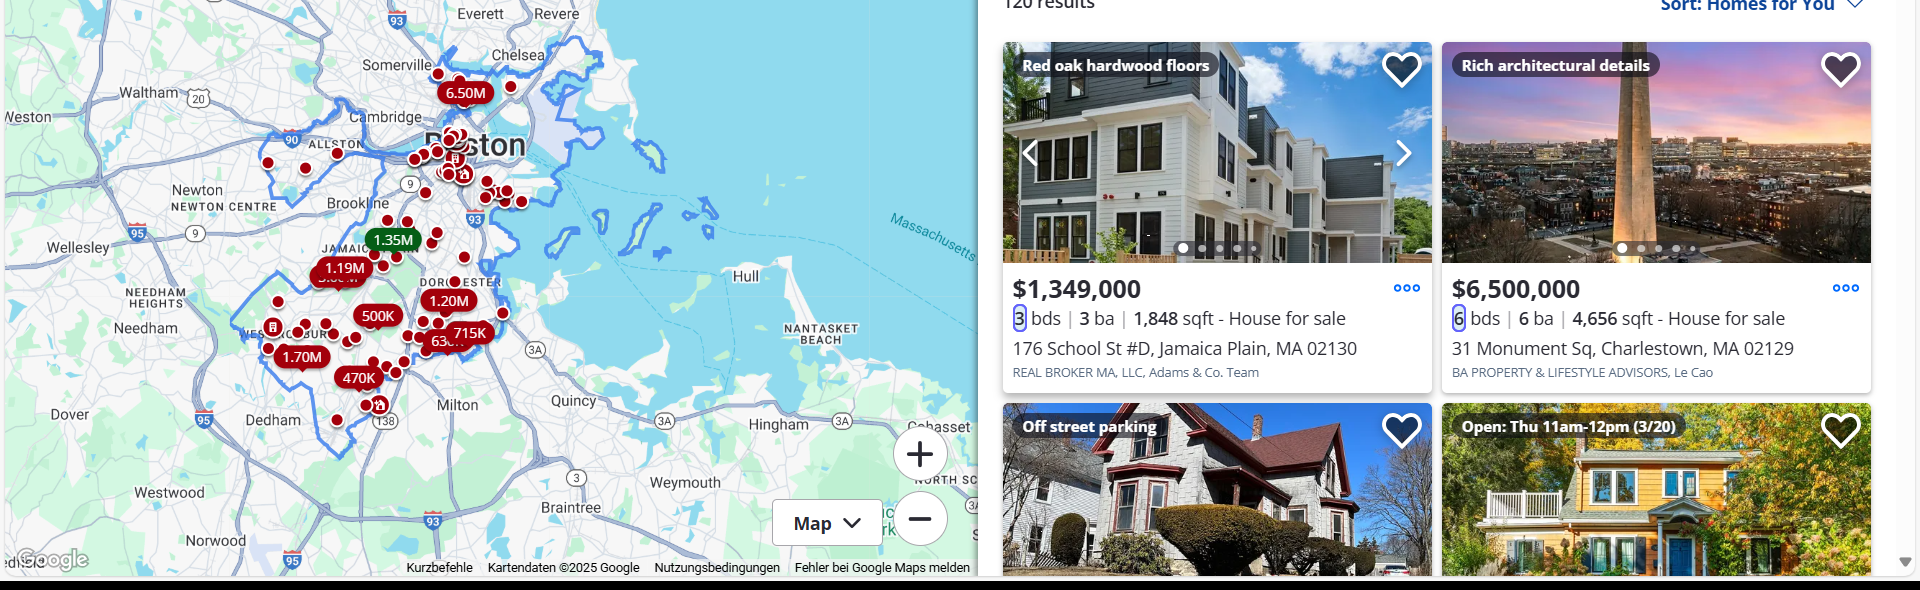 120 results
Sort: Homes for You
Everett
Revere
93
Chelsea
Somerville
6.50M
Waltham
20
Weston
Cambridge
90
ALLSTON
Boston
9
Newton
NEWTON CENTRE
Brookline
93
95
9
Wellesley
1.35M
1.19M
Massachusetts
Hull
NEEDHAM
HEIGHTS
DORCHESTER
1.20M
500K
Needham
715K
NANTASKET
BEACH
3A
1.70M
470K
Dover
95
Dedham
138
Milton
Quincy
3A
Hingham
3A
Cohasset
NORTH SC
3
Weymouth
Westwood
93
Braintree
Norwood
95
Map
Google
Kurzbefehle
Kartendaten ©2025 Google
Nutzungsbedingungen
Fehler bei Google Maps melden
Red oak hardwood floors
$1,349,000
3 bds | 3 ba | 1,848 sqft - House for sale
176 School St #D, Jamaica Plain, MA 02130
REAL BROKER MA, LLC, Adams & Co. Team
Rich architectural details
$6,500,000
6 bds | 6 ba | 4,656 sqft - House for sale
31 Monument Sq, Charlestown, MA 02129
BA PROPERTY & LIFESTYLE ADVISORS, Le Cao
Off street parking
Open: Thu 11am-12pm (3/20)